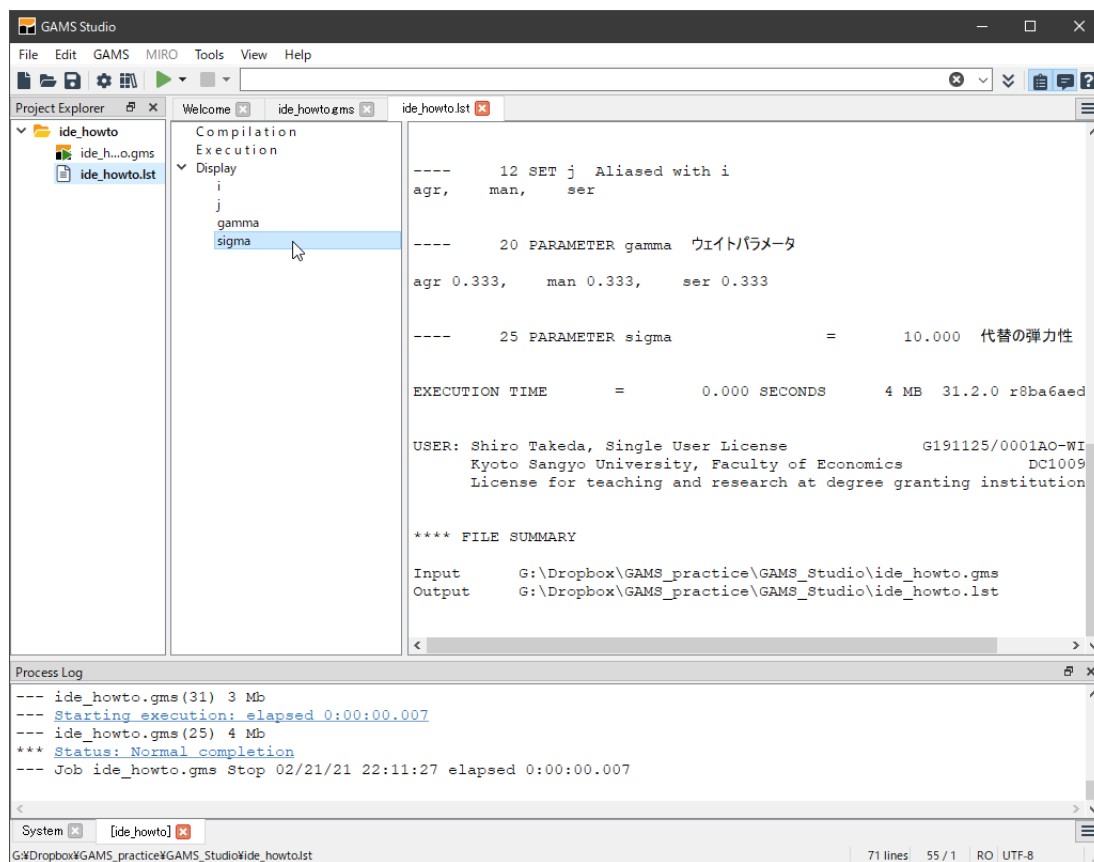 GAMS Studio
File Edit GAMS MIRO Tools View Help
Project Explorer
Welcome ide_howto.gms ide_howto.lst
ide_howto
ide_h...o.gms
ide_howto.lst
Compilation
Execution
Display
i
j
gamma
sigma
---- 12 SET j Aliased with i
agr, man, ser
---- 20 PARAMETER gamma ウェイトパラメータ
agr 0.333, man 0.333, ser 0.333
---- 25 PARAMETER sigma = 10.000 代替の弾力性
EXECUTION TIME = 0.000 SECONDS 4 MB 31.2.0 r8ba6aed
USER: Shiro Takeda, Single User License G191125/0001AO-WI
Kyoto Sangyo University, Faculty of Economics DC1009
License for teaching and research at degree granting institution
**** FILE SUMMARY
Input G:\Dropbox\GAMS_practice\GAMS_Studio\ide_howto.gms
Output G:\Dropbox\GAMS_practice\GAMS_Studio\ide_howto.lst
Process Log
--- ide_howto.gms(31) 3 Mb
--- Starting execution: elapsed 0:00:00.007
--- ide_howto.gms(25) 4 Mb
*** Status: Normal completion
--- Job ide_howto.gms Stop 02/21/21 22:11:27 elapsed 0:00:00.007
System [ide_howto]
G:¥Dropbox¥GAMS_practice¥GAMS_Studio¥ide_howto.lst 71 lines 55 / 1 RO UTF-8